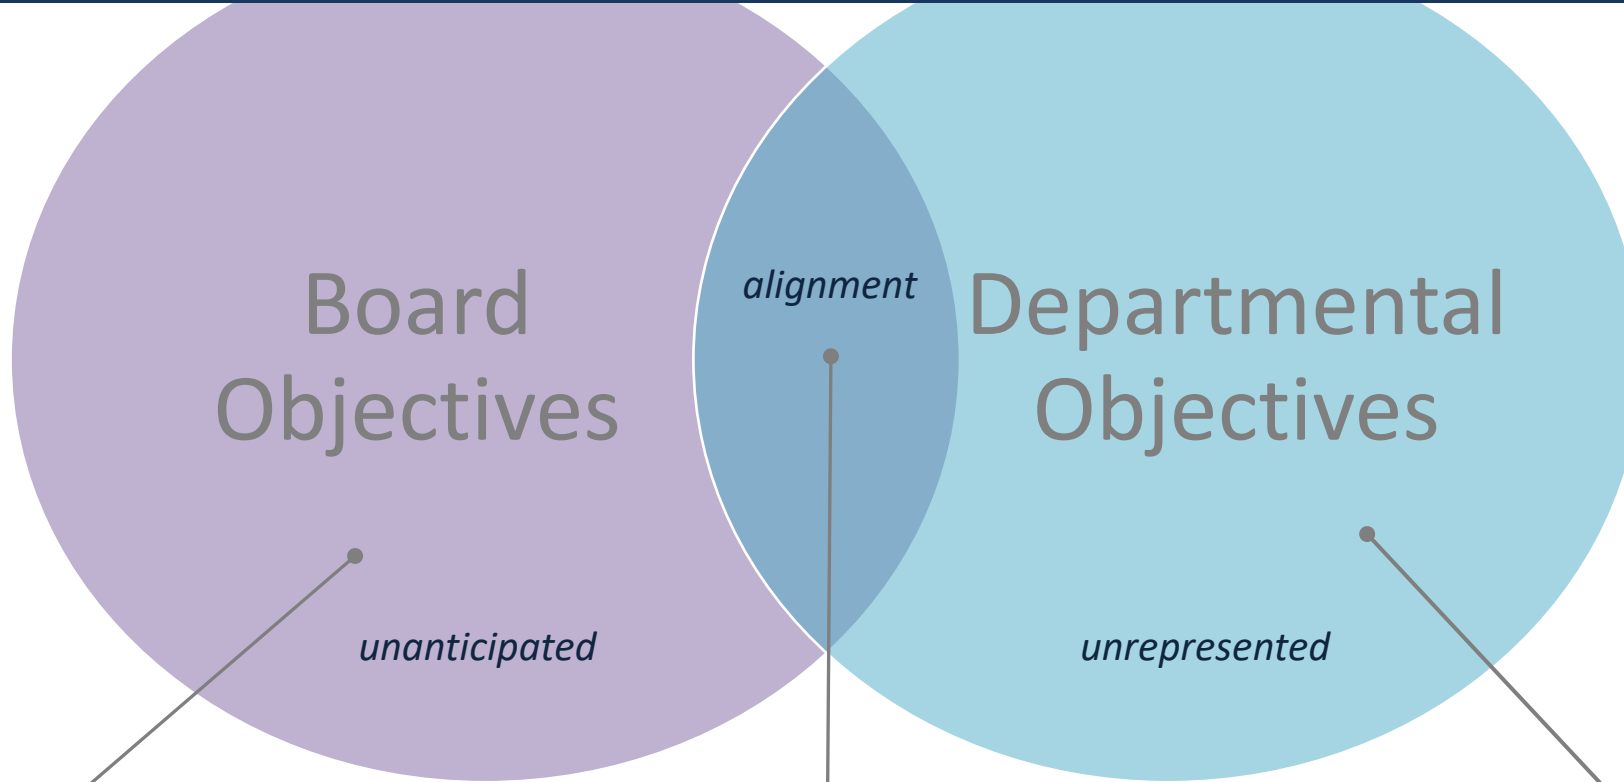 Board
Objectives
alignment
Departmental
Objectives
unanticipated
unrepresented